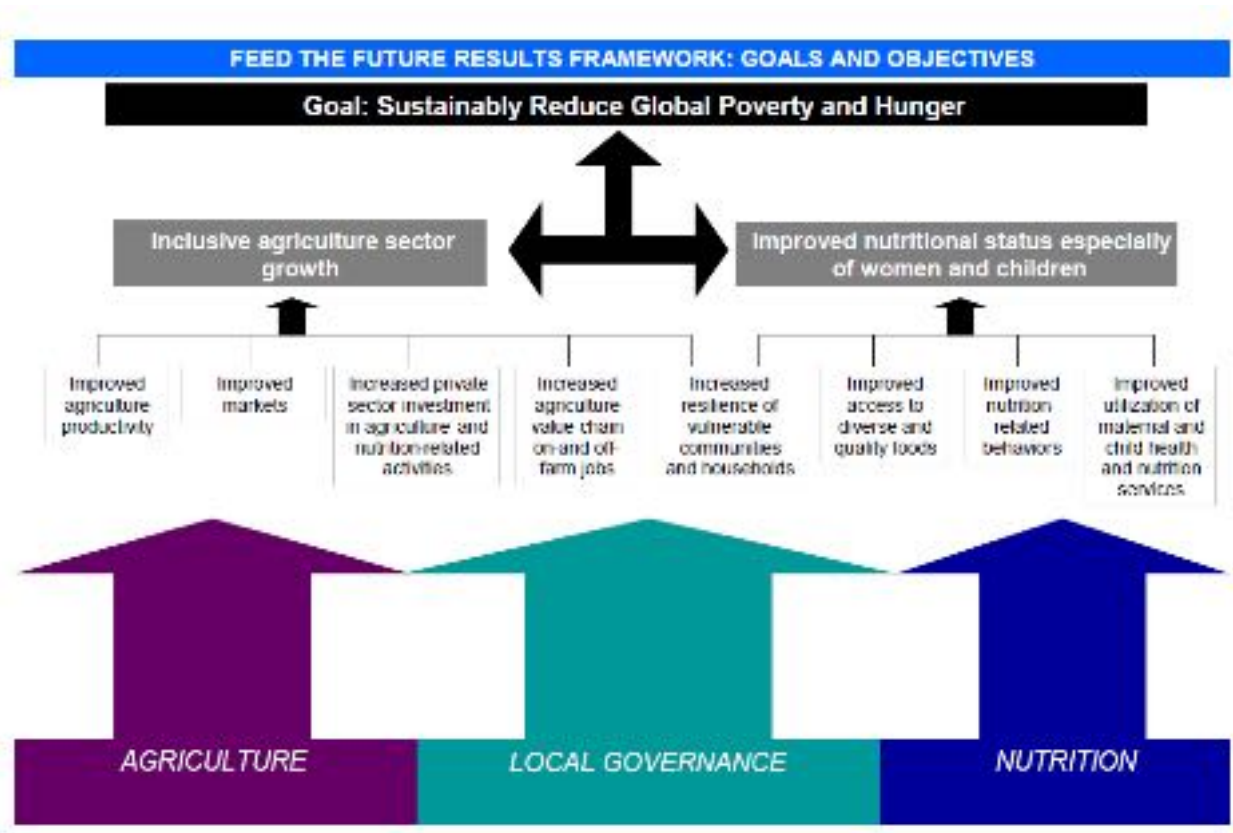 FEED THE FUTURE RESULTS FRAMEWORK: GOALS AND OBJECTIVES
Goal: Sustainably Reduce Global Poverty and Hunger
Inclusive agriculture sector
growth
Improved nutritional status especially
of women and children
Improved
agriculture
productivity
Improved
markets
Increased private
sector investment
in agriculture and
nutrition-related
activities
Increased
agriculture
value chain
on-and off-
farm jobs
Increased
resilience of
vulnerable
communities
and households
Improved
access to
diverse and
quality foods
Improved
nutrition
related
behaviors
Improved
utilization of
maternal and
child health
and nutrition
services
AGRICULTURE
LOCAL GOVERNANCE
NUTRITION